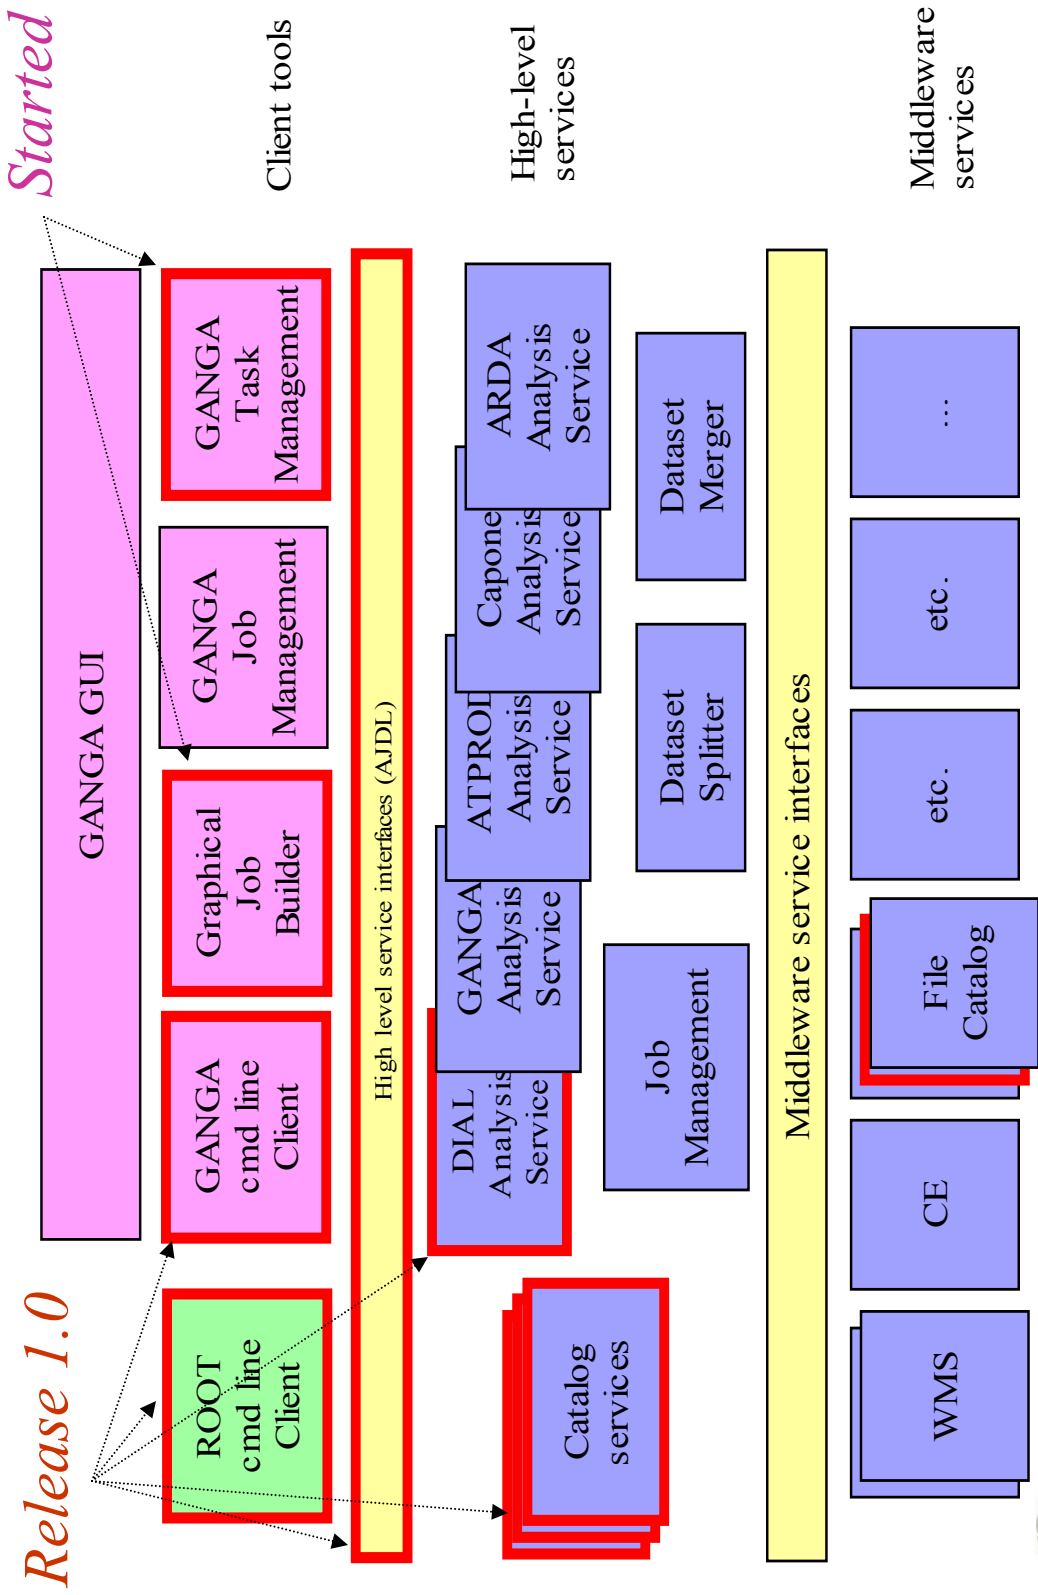 Release 1.0
Started
GANGA GUI
ROOT
cmd line
Client
GANGA
cmd line
Client
Graphical
Job
Builder
GANGA
Job
Management
GANGA
Task
Management
Client tools
High level service interfaces (AJDL)
DIAL
Analysis
Service
GANGA
Analysis
Service
ATPROD
Analysis
Service
Capone
Analysis
Service
ARDA
Analysis
Service
High-level
services
Catalog
services
Job
Management
Dataset
Splitter
Dataset
Merger
Middleware service interfaces
WMS
CE
File
Catalog
etc.
etc.
...
Middleware
services